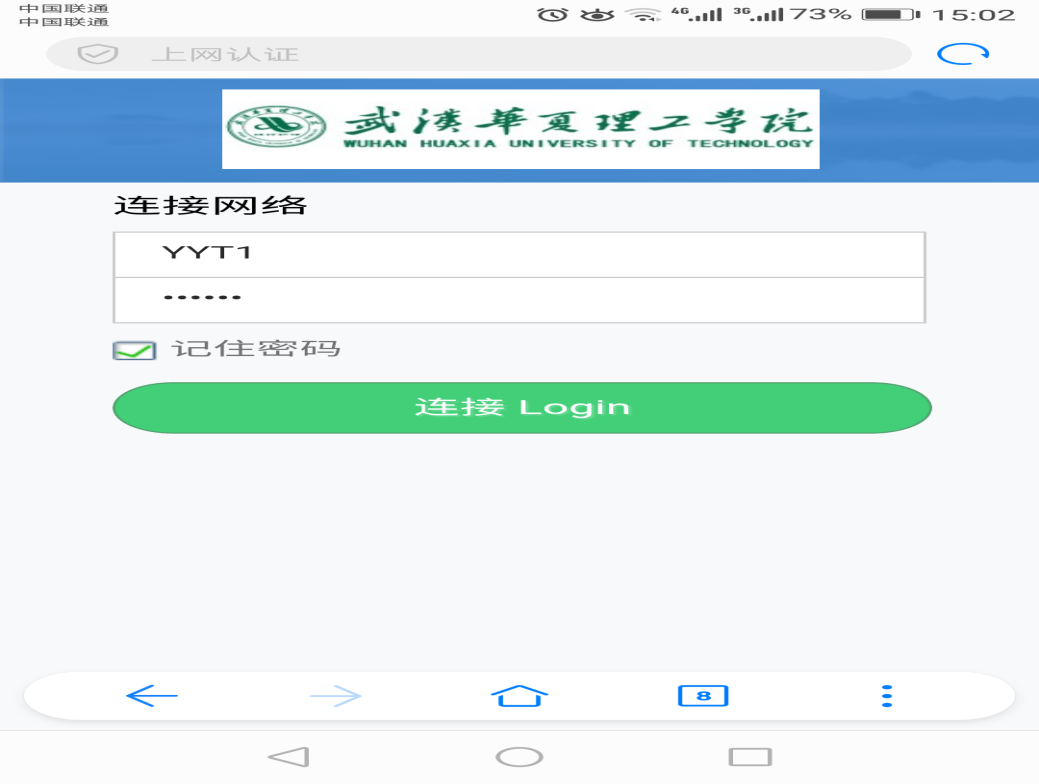 中国联通
中国联通
4G 3G 73% 15:02
上网认证
武漢華夏理工学院
WUHAN HUAXIA UNIVERSITY OF TECHNOLOGY
连接网络
YYT1
••••••
记住密码
连接 Login
8